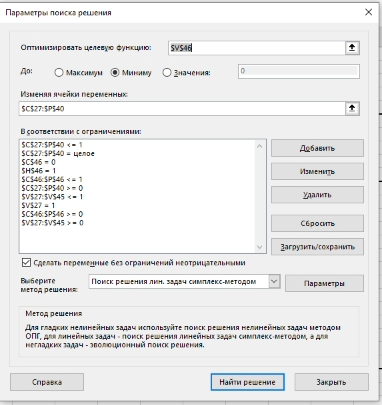 Параметры поиска решения
Оптимизировать целевую функцию:
$V$46
До:
Максимум
Миниму
Значения:
0
Изменяя ячейки переменных:
$C$27:$P$40
В соответствии с ограничениями:
$C$27:$P$40 <= 1
$C$27:$P$40 = целое
$C$46 = 0
$H$46 = 1
$C$46:$P$46 <= 1
$C$27:$P$40 >= 0
$V$27:$V$45 <= 1
$V$27 = 1
$C$46:$P$46 >= 0
$V$27:$V$45 >= 0
Добавить
Изменить
Удалить
Сбросить
Загрузить/сохранить
Сделать переменные без ограничений неотрицательными
Выберите
метод решения:
Поиск решения лин. задач симплекс-методом
Параметры
Метод решения
Для гладких нелинейных задач используйте поиск решения нелинейных задач методом
ОПГ, для линейных задач - поиск решения линейных задач симплекс-методом, а для
негладких задач - эволюционный поиск решения.
Справка
Найти решение
Закрыть